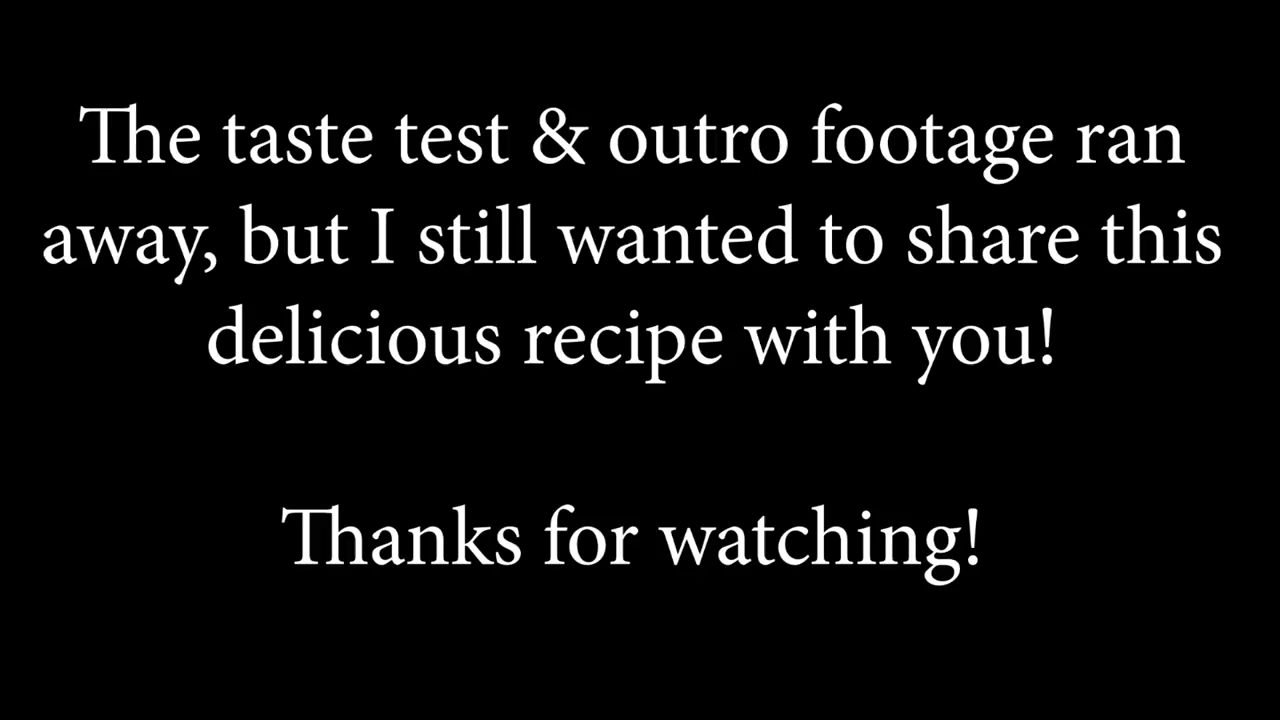 The taste test & outro footage ran
away, but I still wanted to share this
delicious recipe with you!
Thanks for watching!